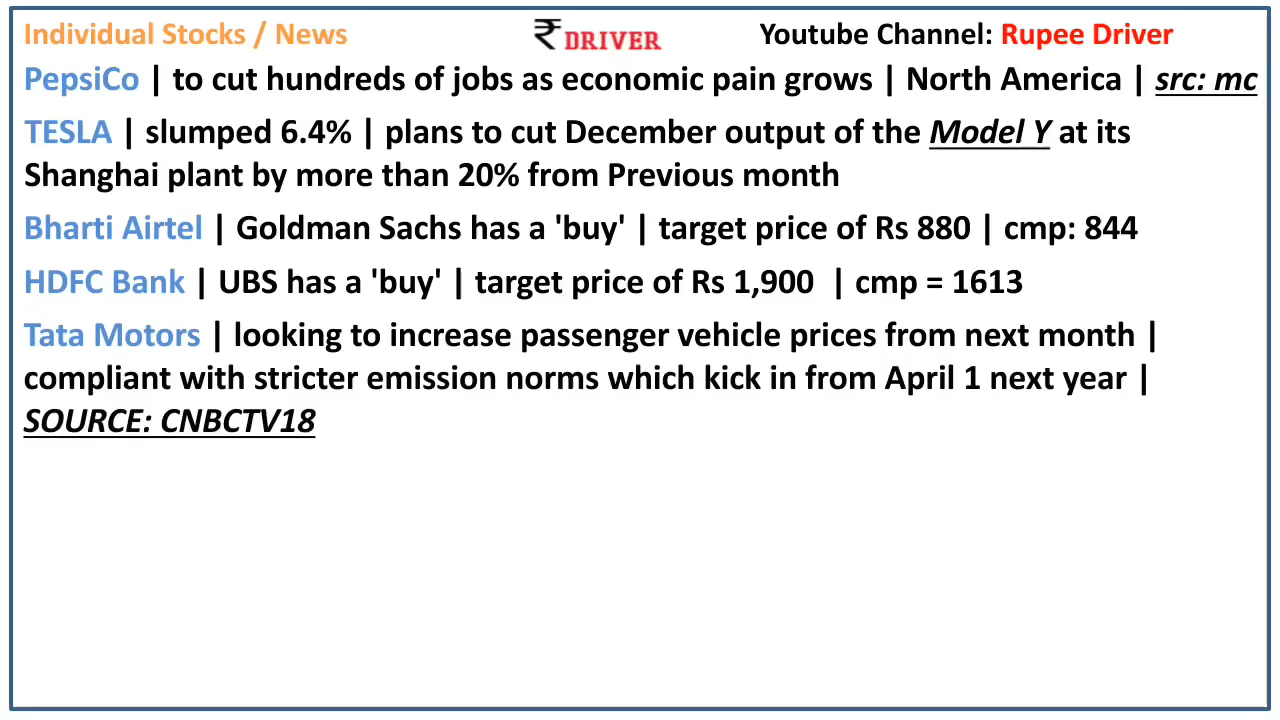 Individual Stocks / News
₹ DRIVER
Youtube Channel: Rupee Driver
PepsiCo | to cut hundreds of jobs as economic pain grows | North America | src: mc
TESLA | slumped 6.4% | plans to cut December output of the Model Y at its
Shanghai plant by more than 20% from Previous month
Bharti Airtel | Goldman Sachs has a 'buy' | target price of Rs 880 | cmp: 844
HDFC Bank | UBS has a 'buy' | target price of Rs 1,900 | cmp = 1613
Tata Motors | looking to increase passenger vehicle prices from next month |
compliant with stricter emission norms which kick in from April 1 next year |
SOURCE: CNBCTV18